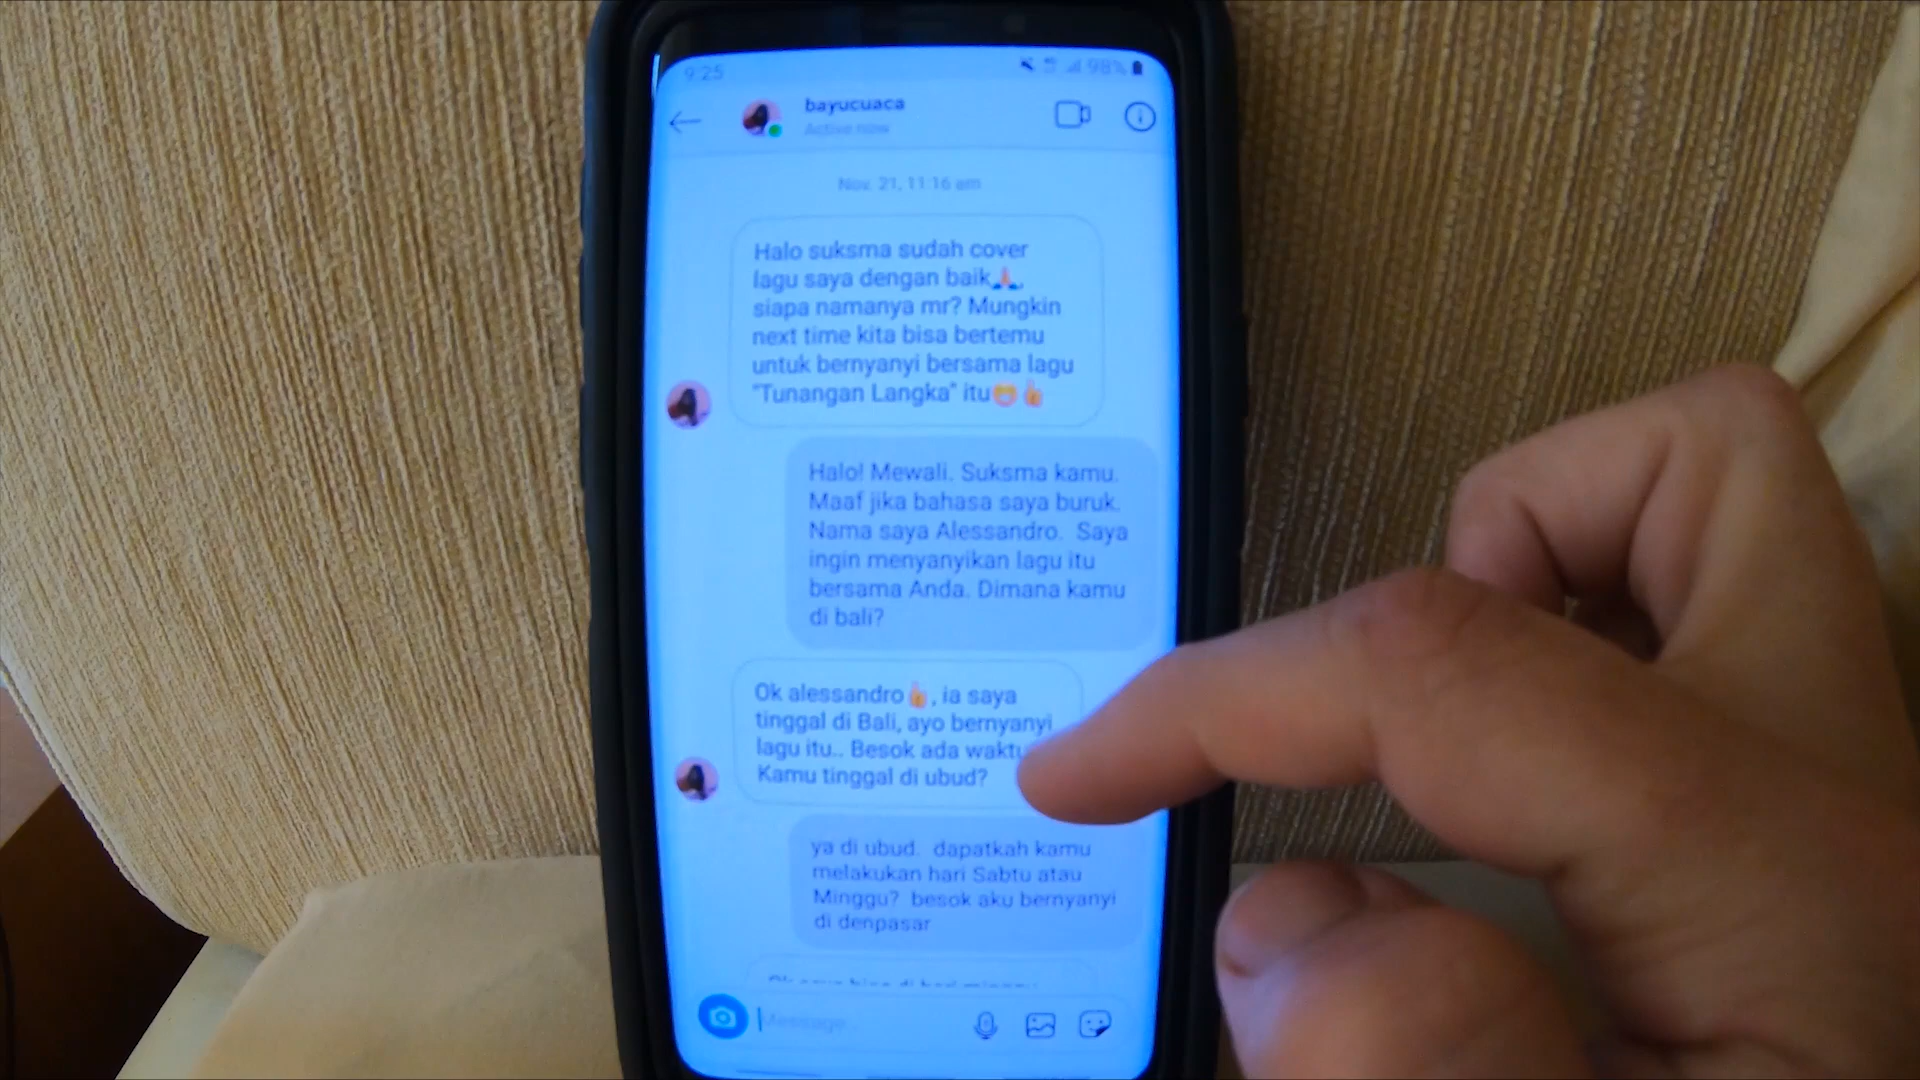 9:25
98%
bayucuaca
Active now
Nov. 21, 11:16 am
Halo suksma sudah cover
lagu saya dengan baik🙏,
siapa namanya mr? Mungkin
next time kita bisa bertemu
untuk bernyanyi bersama lagu
"Tunangan Langka" itu😁👍
Halo! Mewali. Suksma kamu.
Maaf jika bahasa saya buruk.
Nama saya Alessandro. Saya
ingin menyanyikan lagu itu
bersama Anda. Dimana kamu
di bali?
Ok alessandro👍, ia saya
tinggal di Bali, ayo bernyanyi
lagu itu.. Besok ada waktu
Kamu tinggal di ubud?
ya di ubud. dapatkah kamu
melakukan hari Sabtu atau
Minggu? besok aku bernyanyi
di denpasar
Message...